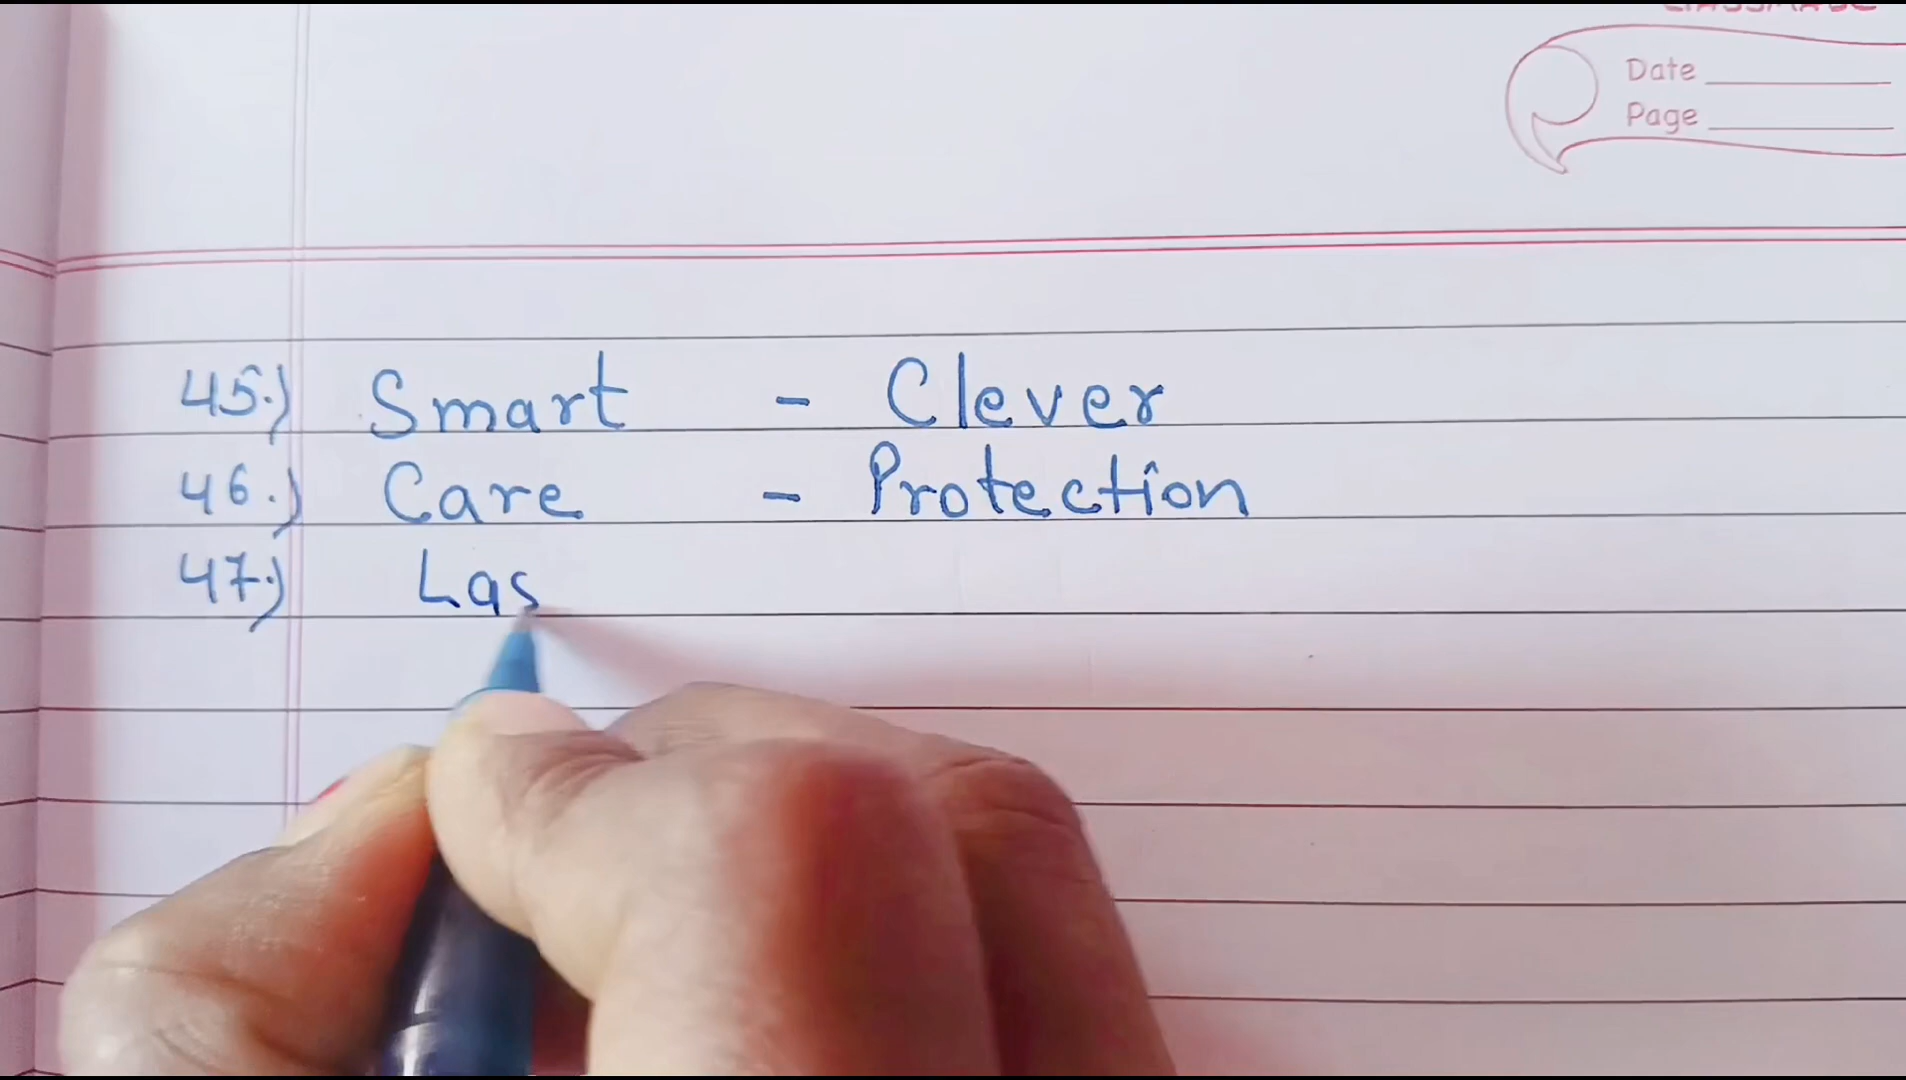 Date
Page
45.) Smart - Clever
46.) Care - Protection
47.) Las